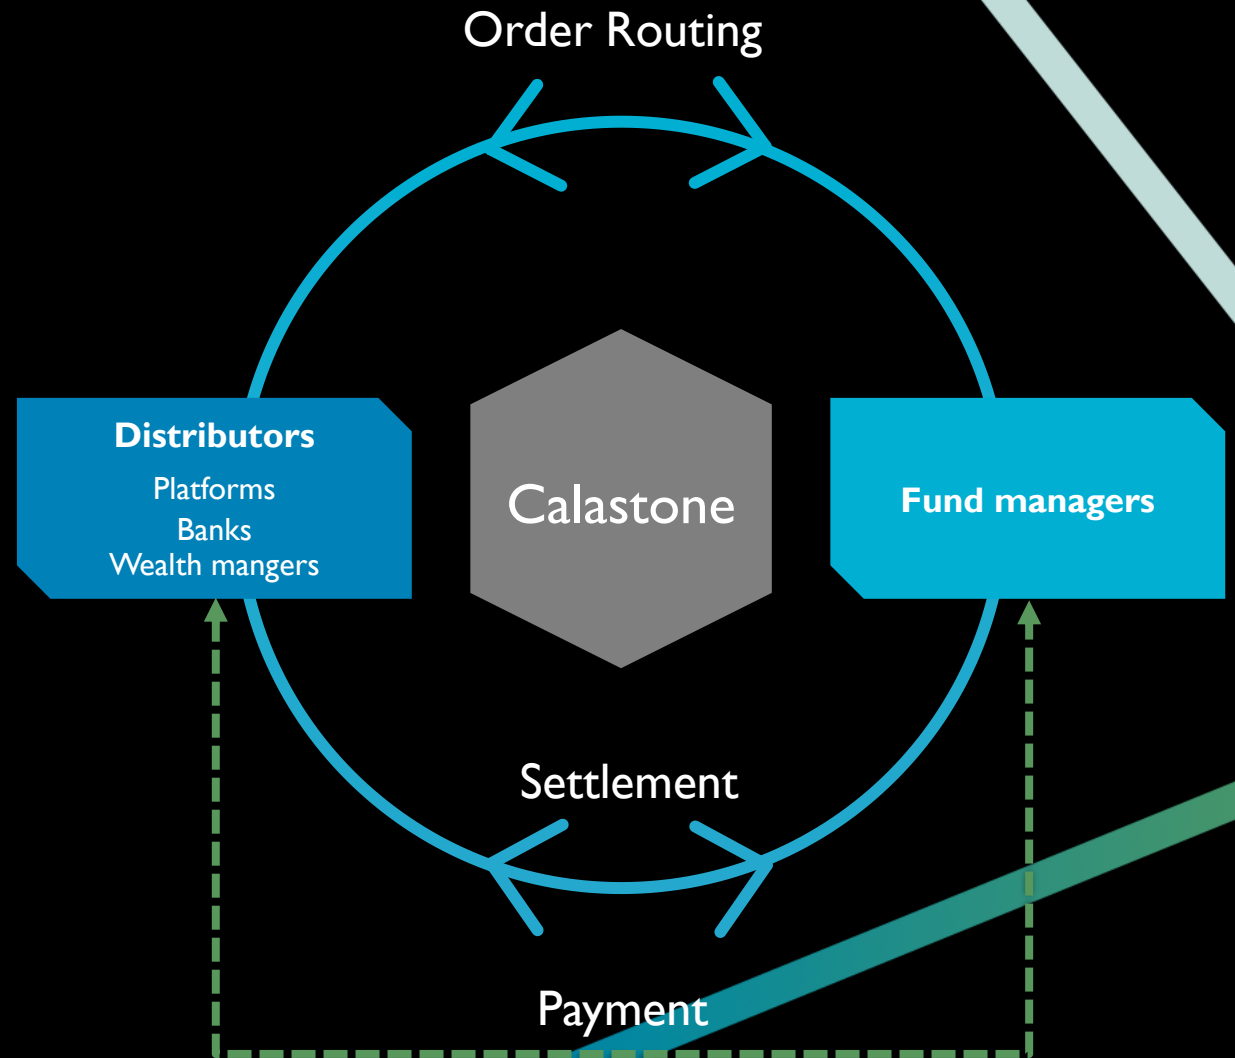 Order Routing
Distributors
Platforms
Banks
Wealth mangers
Calastone
Fund managers
Settlement
Payment